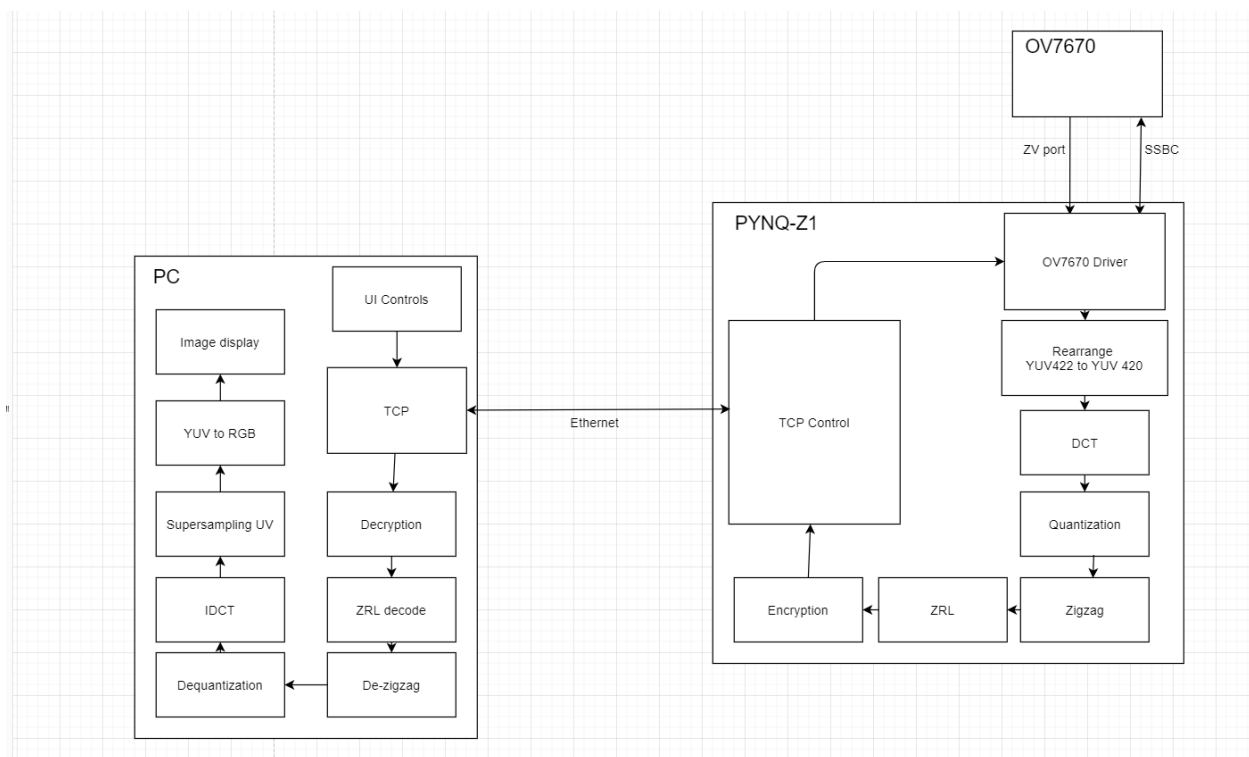 OV7670
ZV port
SSBC
PYNQ-Z1
OV7670 Driver
Rearrange
YUV422 to YUV 420
DCT
Quantization
Zigzag
ZRL
Encryption
TCP Control
Ethernet
PC
UI Controls
TCP
Decryption
ZRL decode
De-zigzag
Dequantization
IDCT
Supersampling UV
YUV to RGB
Image display